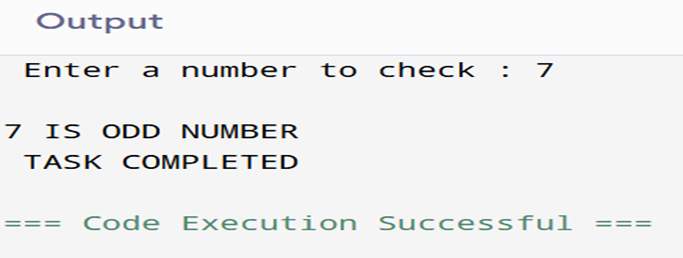 Output
Enter a number to check : 7
7 IS ODD NUMBER
TASK COMPLETED
=== Code Execution Successful ===